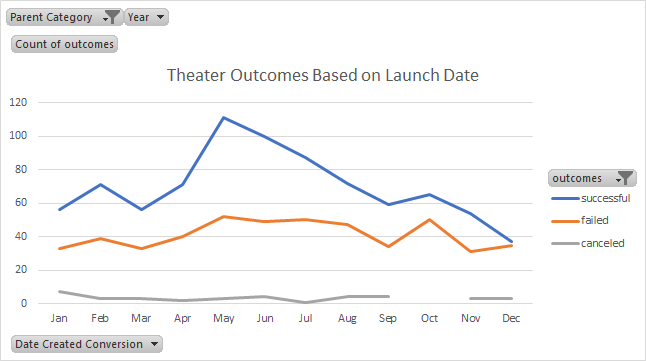 Parent Category Year
Count of outcomes
Theater Outcomes Based on Launch Date
120
100
80
60
40
20
0
Jan Feb Mar Apr May Jun Jul Aug Sep Oct Nov Dec
outcomes
successful
failed
canceled
Date Created Conversion